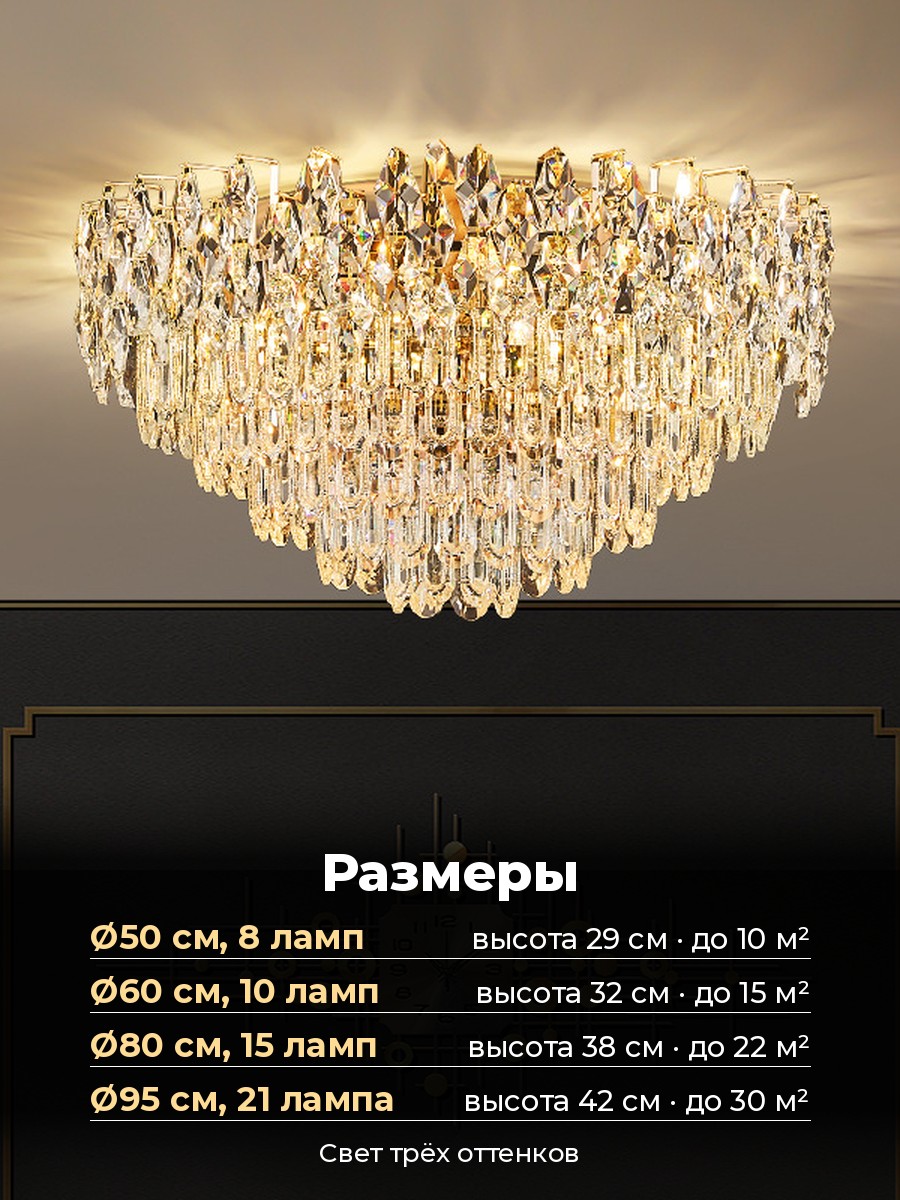 Размеры
Ø50 см, 8 ламп высота 29 см · до 10 м²
Ø60 см, 10 ламп высота 32 см · до 15 м²
Ø80 см, 15 ламп высота 38 см · до 22 м²
Ø95 см, 21 лампа высота 42 см · до 30 м²
Свет трёх оттенков